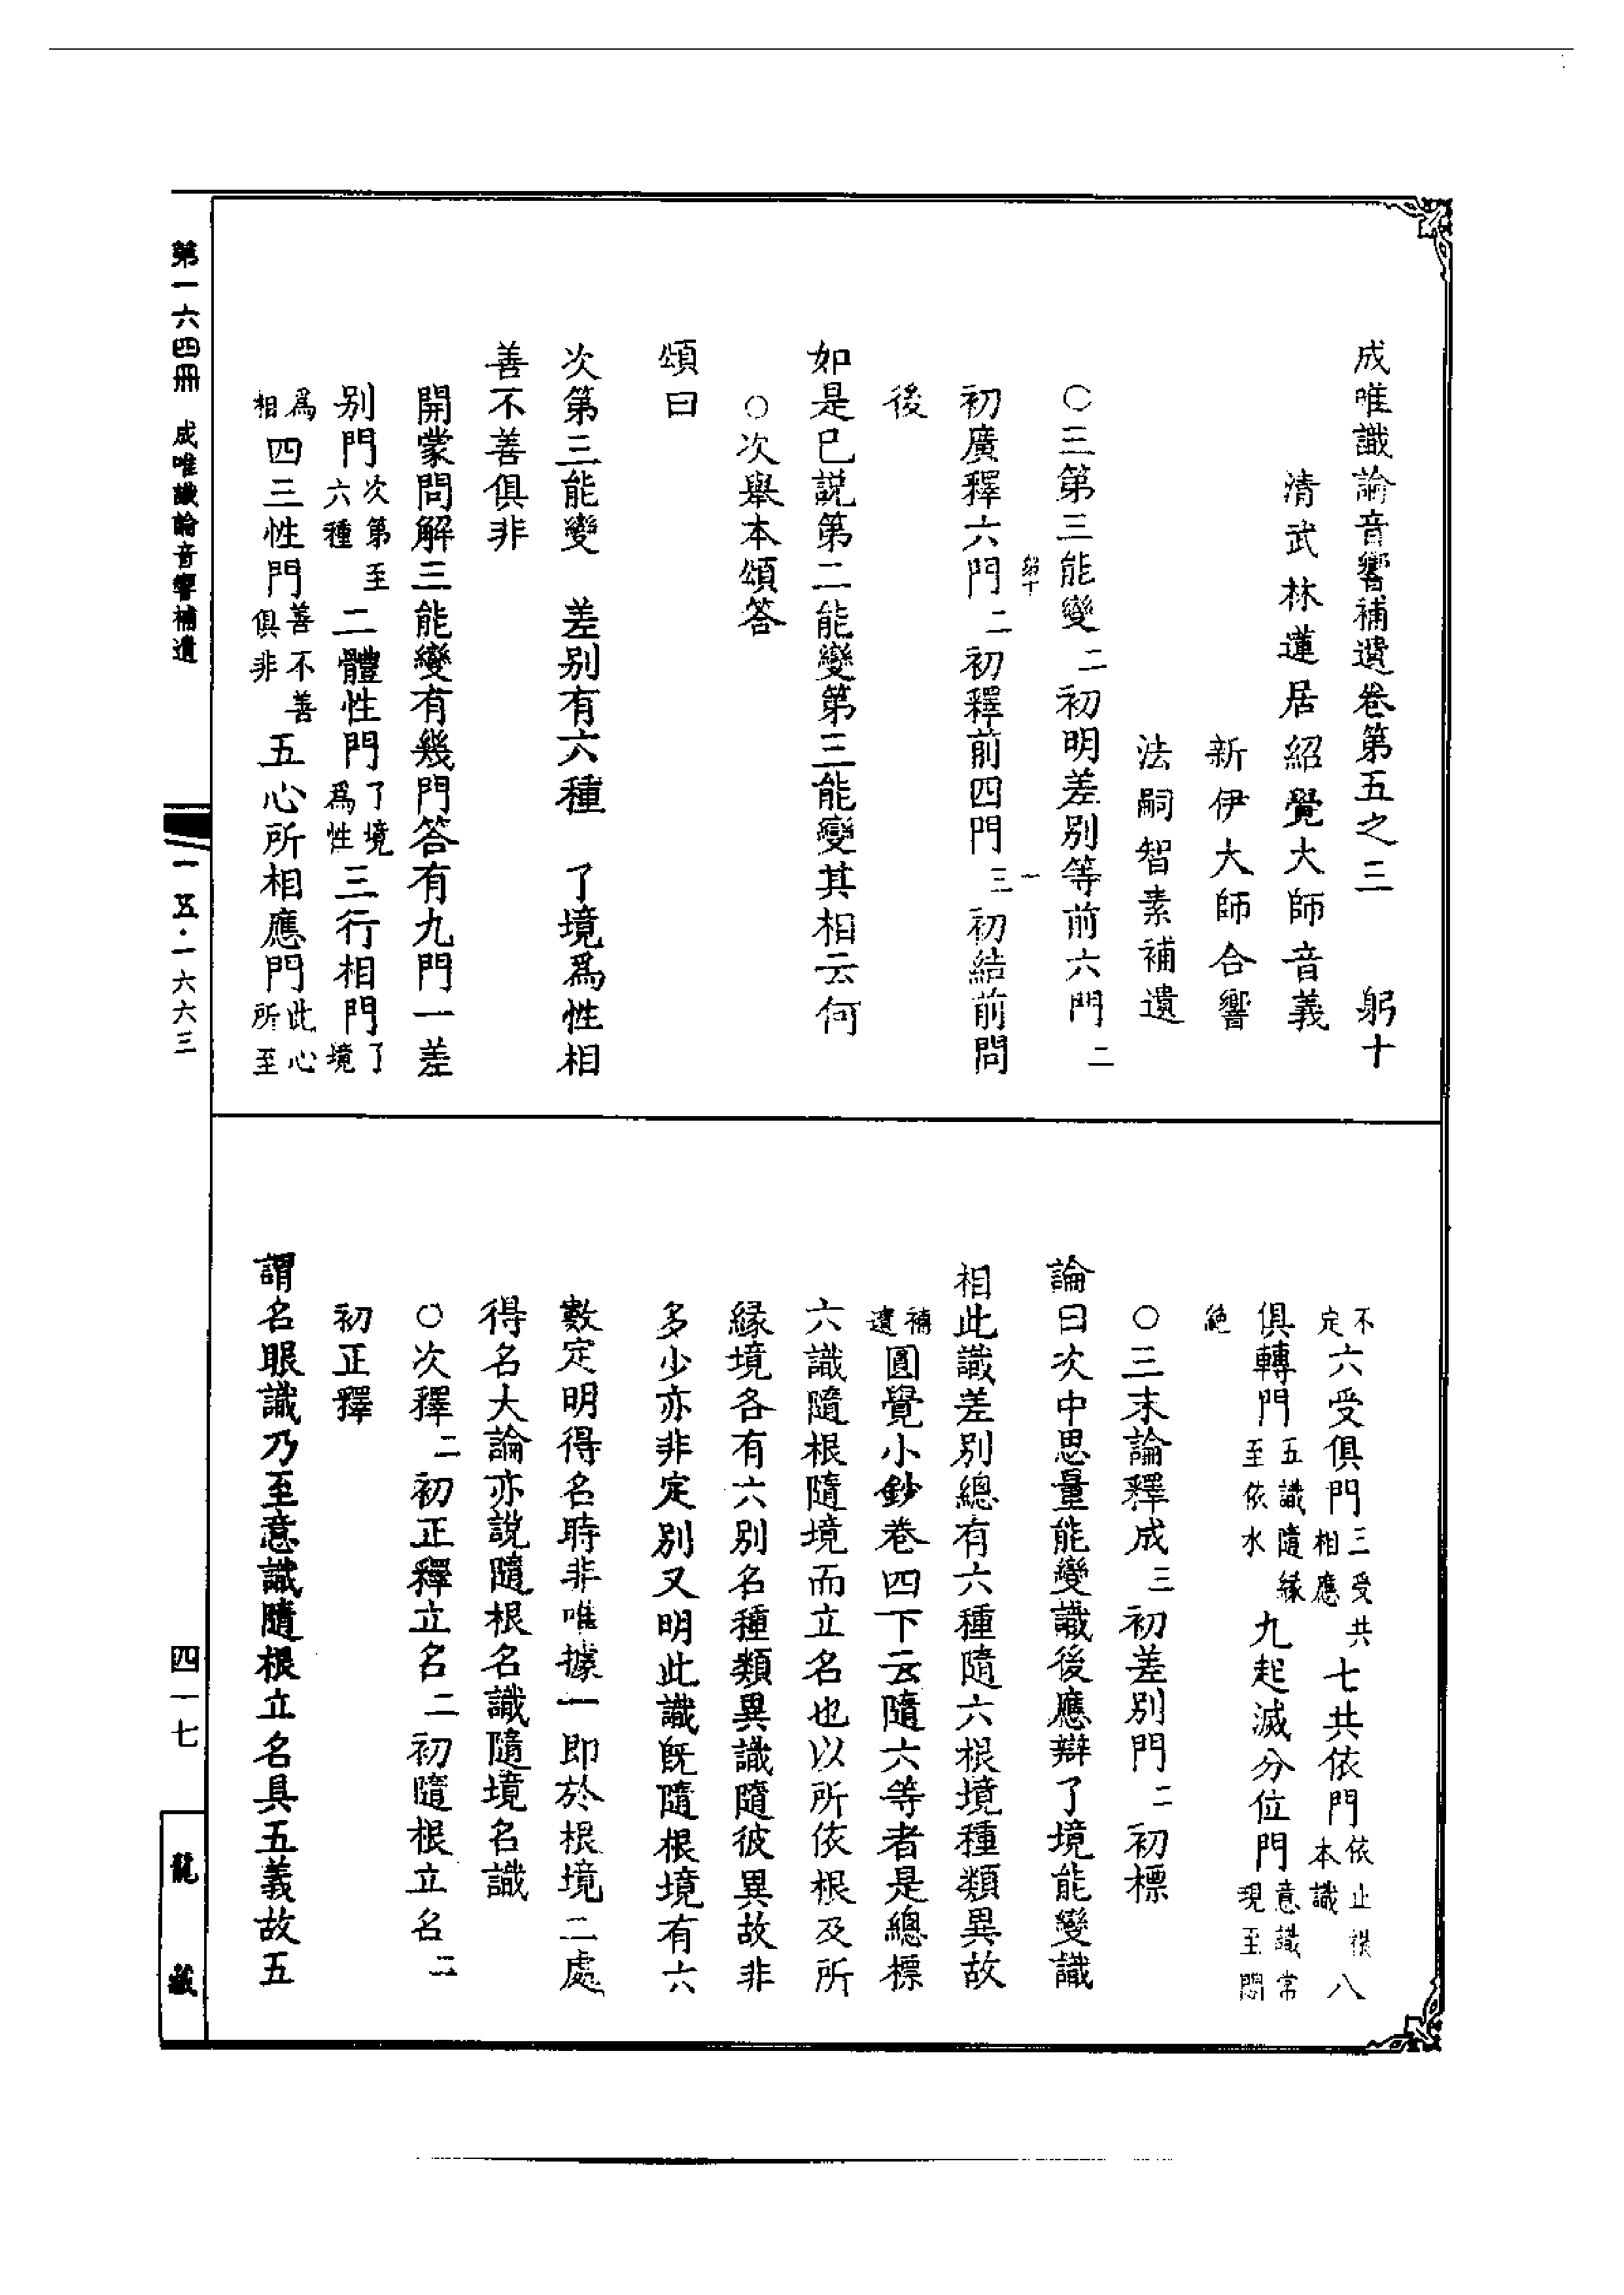 成唯識論音響補遺卷第五之三　躬十
清武林蓮居紹覺大師音義
新伊大師合響
法嗣智素補遺
○三第三能變二初明差別等前六門二
躬十　一
初廣釋六門二初釋前四門三初結前問
後
如是已説第二能變第三能變其相云何
○次舉本頌答
頌曰
次第三能變　差別有六種　了境爲性相
善不善俱非
開蒙問解三能變有幾門答有九門一差
別門次第至六種二體性門了境爲性三行相門了境
爲相四三性門善不善俱非五心所相應門此心所至
不定六受俱門三受共相應七共依門依止根本識八
俱轉門五識隨緣至依水九起滅分位門意識常現至悶
絶
○三末論釋成三初差別門二初標
論曰次中思量能變識後應辯了境能變識
相此識差別總有六種隨六根境種類異故
補遺圓覺小鈔卷四下云隨六等者是總標
六識隨根隨境而立名也以所依根及所
緣境各有六別名種類異識隨彼異故非
多少亦非定別又明此識既隨根境有六
數定明得名時非唯據一即於根境二處
得名大論亦說隨根名識隨境名識
○次釋二初正釋立名二初隨根立名二
初正釋
謂名眼識乃至意識隨根立名具五義故五
第一六四冊　成唯識論音響補遺
一五·一六六三
四一七
龍藏